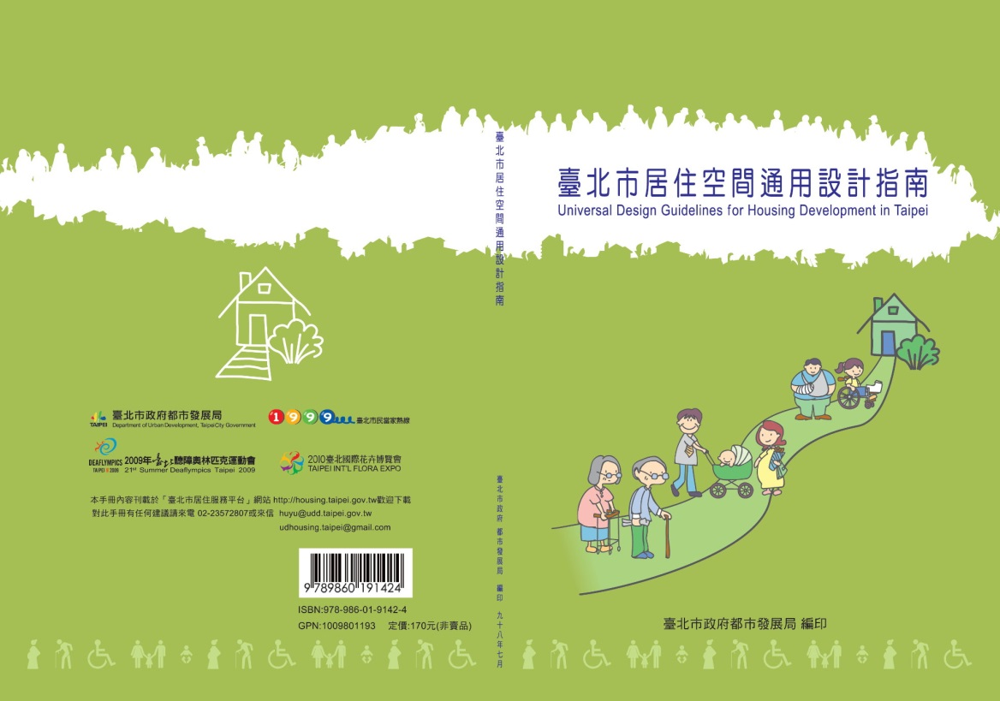 臺北市居住空間通用設計指南
Universal Design Guidelines for Housing Development in Taipei
臺北市政府都市發展局 編印
臺北市居住空間通用設計指南
臺北市政府 都市發展局 編印 九十八年七月
TAIPEI
臺北市政府都市發展局
Department of Urban Development, Taipei City Government
1999 臺北市民當家熱線
DEAFLYMPICS
TAIPEI 2009
2009年臺北聽障奧林匹克運動會
21st Summer Deaflympics Taipei 2009
2010臺北國際花卉博覽會
TAIPEI INT'L FLORA EXPO
本手冊內容刊載於「臺北市居住服務平台」網站 http://housing.taipei.gov.tw歡迎下載
對此手冊有任何建議請來電 02-23572807或來信 huyu@udd.taipei.gov.tw
udhousing.taipei@gmail.com
9 789860 191424
ISBN:978-986-01-9142-4
GPN:1009801193 定價:170元(非賣品)